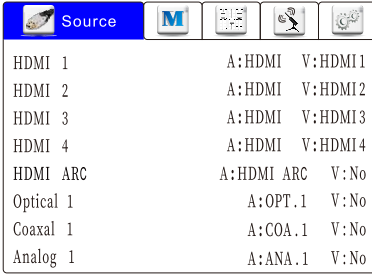 Source M
HDMI 1 A:HDMI V:HDMI1
HDMI 2 A:HDMI V:HDMI2
HDMI 3 A:HDMI V:HDMI3
HDMI 4 A:HDMI V:HDMI4
HDMI ARC A:HDMI ARC V:No
Optical 1 A:OPT.1 V:No
Coaxal 1 A:COA.1 V:No
Analog 1 A:ANA.1 V:No